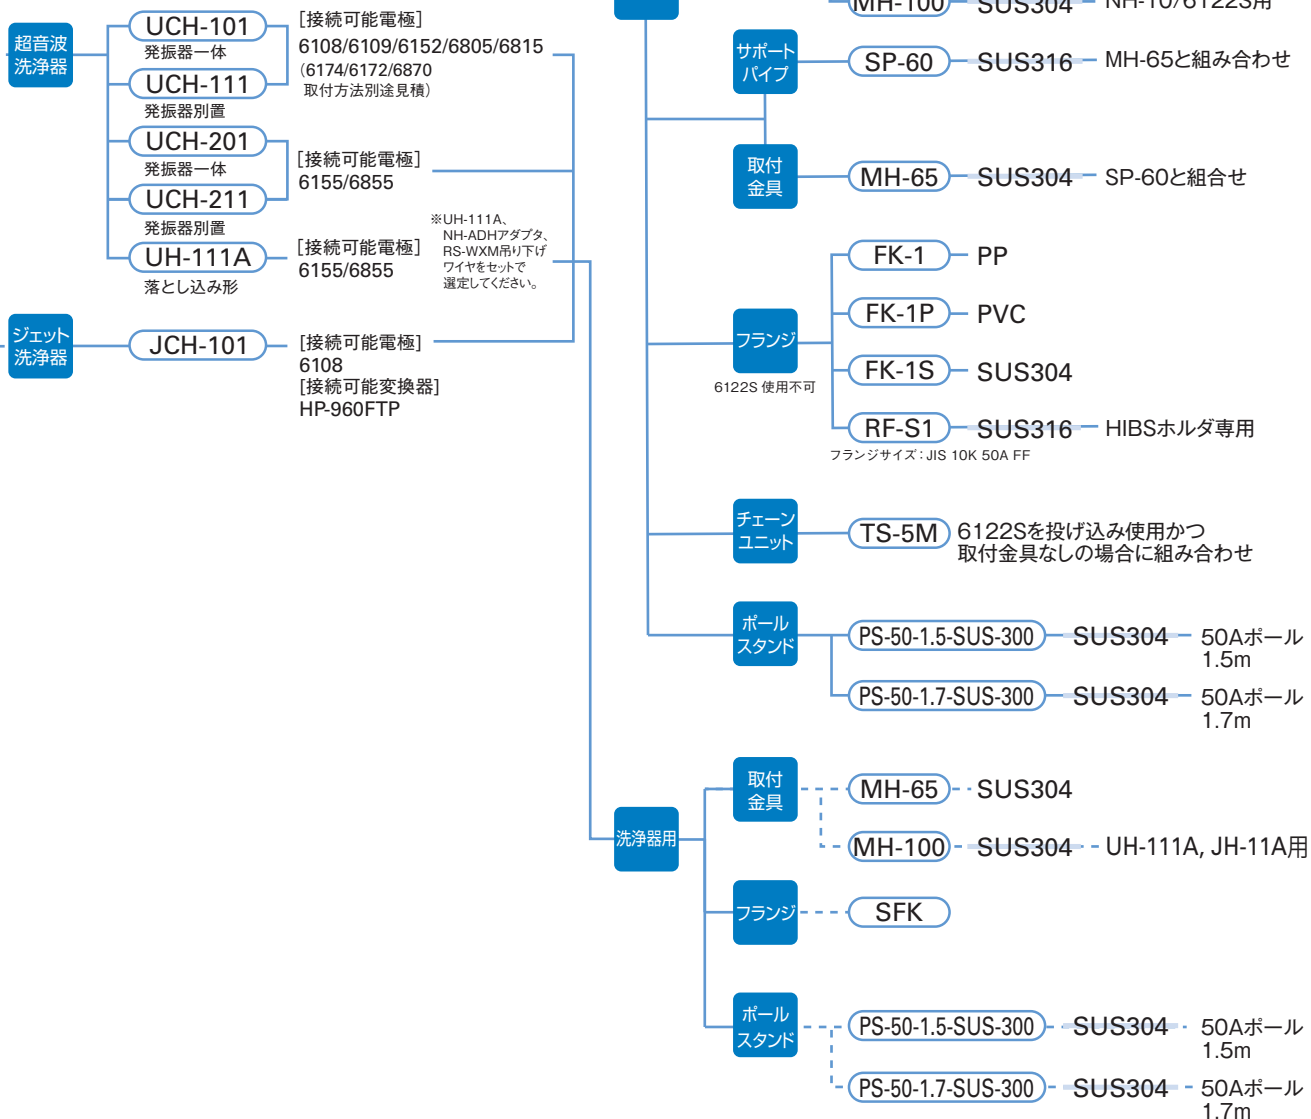 超音波
洗浄器
UCH-101
発振器一体
UCH-111
発振器別置
[接続可能電極]
6108/6109/6152/6805/6815
(6174/6172/6870
取付方法別途見積)
UCH-201
発振器一体
UCH-211
発振器別置
[接続可能電極]
6155/6855
UH-111A
落とし込み形
[接続可能電極]
6155/6855
※UH-111A、
NH-ADHアダプタ、
RS-WXM吊り下げ
ワイヤをセットで
選定してください。
ジェット
洗浄器
JCH-101
[接続可能電極]
6108
[接続可能変換器]
HP-960FTP
MH-100 SUS304 NH-10/6122S用
サポート
パイプ
SP-60 SUS316 MH-65と組み合わせ
取付
金具
MH-65 SUS304 SP-60と組合せ
フランジ
6122S 使用不可
FK-1 PP
FK-1P PVC
FK-1S SUS304
RF-S1 SUS316 HIBSホルダ専用
フランジサイズ：JIS 10K 50A FF
チェーン
ユニット
TS-5M 6122Sを投げ込み使用かつ
取付金具なしの場合に組み合わせ
ポール
スタンド
PS-50-1.5-SUS-300 SUS304 50Aポール
1.5m
PS-50-1.7-SUS-300 SUS304 50Aポール
1.7m
洗浄器用
取付
金具
MH-65 SUS304
MH-100 SUS304 UH-111A, JH-11A用
フランジ
SFK
ポール
スタンド
PS-50-1.5-SUS-300 SUS304 50Aポール
1.5m
PS-50-1.7-SUS-300 SUS304 50Aポール
1.7m